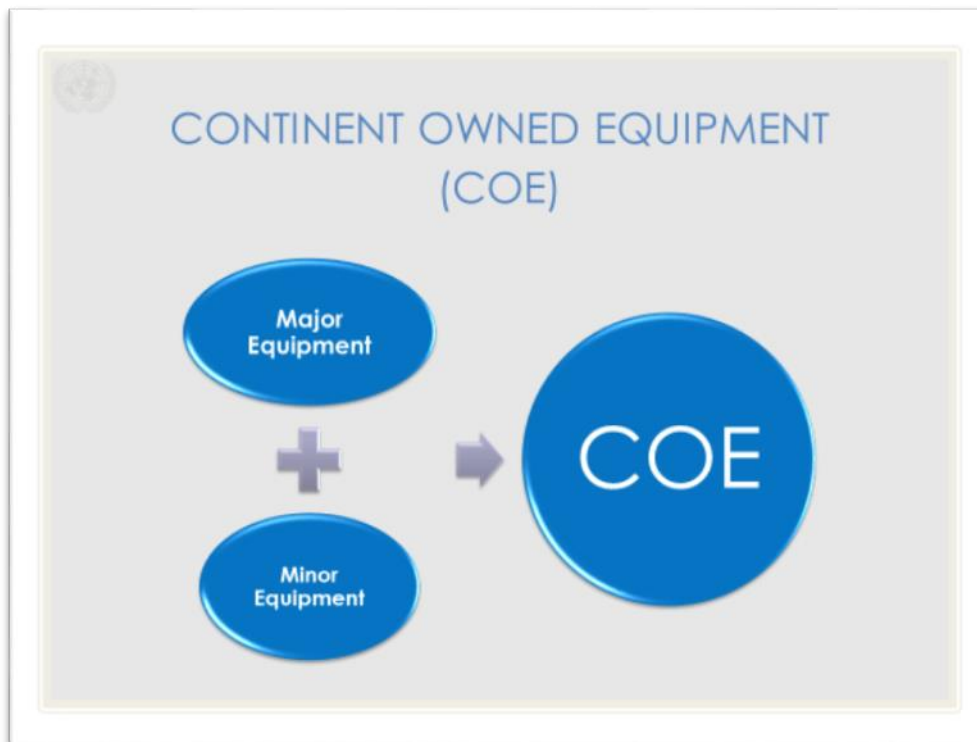 CONTINENT OWNED EQUIPMENT
(COE)
Major
Equipment
COE
Minor
Equipment